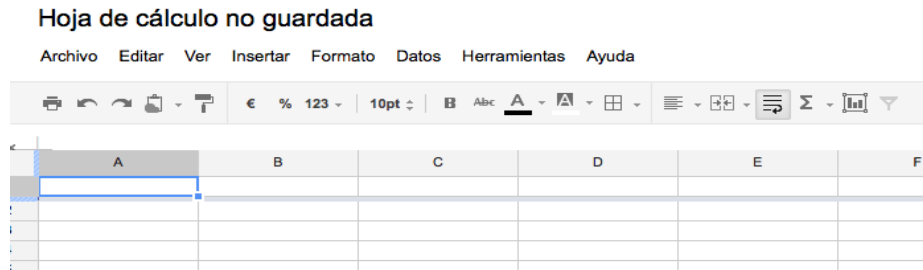 Hoja de cálculo no guardada
Archivo Editar Ver Insertar Formato Datos Herramientas Ayuda
€ % 123 10pt B Abc A A Σ
A B C D E F